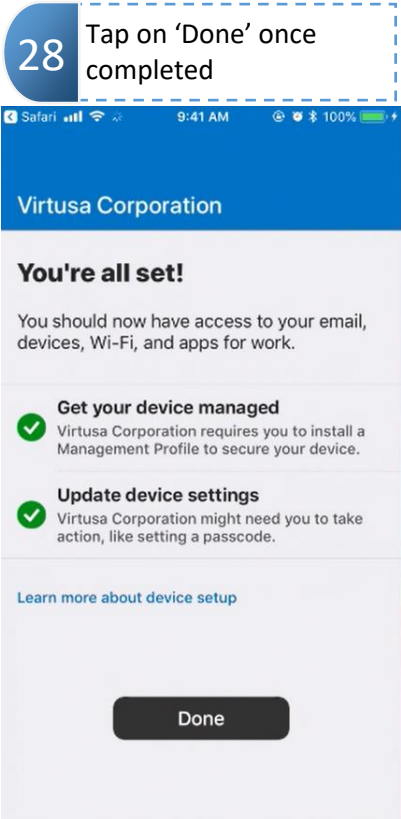 28
Tap on ‘Done’ once
completed
Safari 9:41 AM 100%
Virtusa Corporation
You're all set!
You should now have access to your email,
devices, Wi-Fi, and apps for work.
Get your device managed
Virtusa Corporation requires you to install a
Management Profile to secure your device.
Update device settings
Virtusa Corporation might need you to take
action, like setting a passcode.
Learn more about device setup
Done